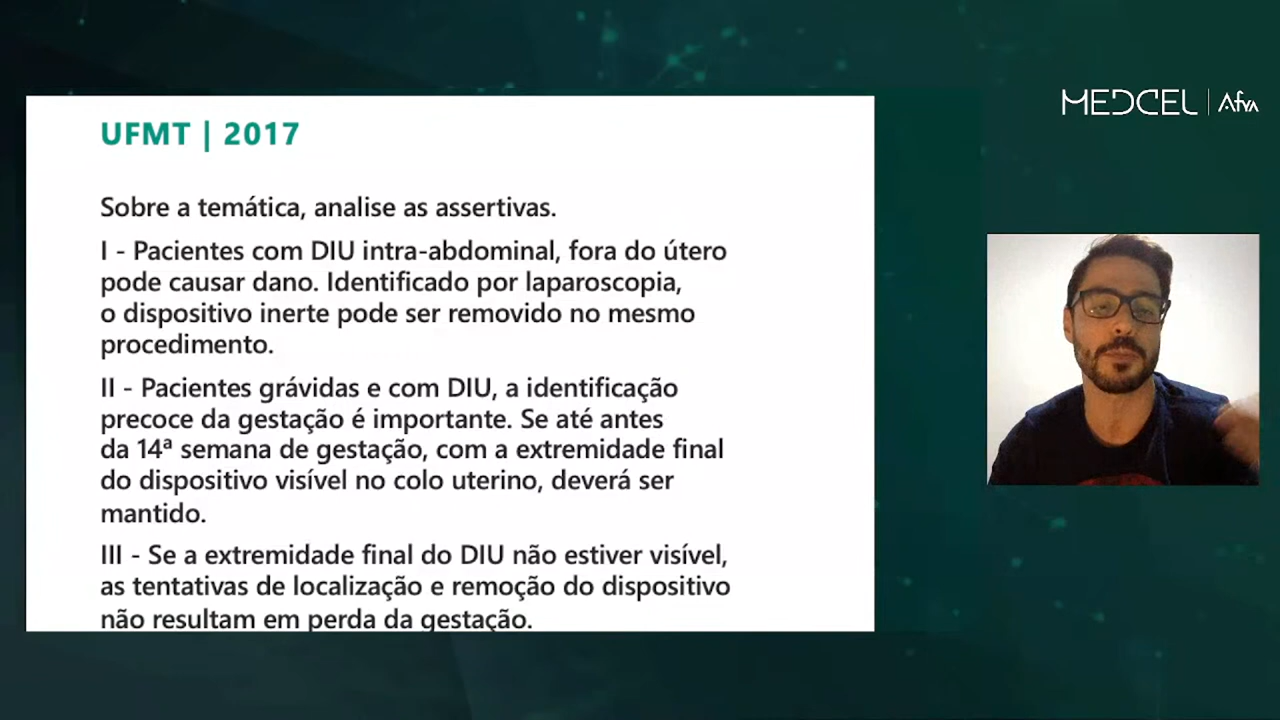 MEDCEL | Afya
UFMT | 2017
Sobre a temática, analise as assertivas.
I - Pacientes com DIU intra-abdominal, fora do útero
pode causar dano. Identificado por laparoscopia,
o dispositivo inerte pode ser removido no mesmo
procedimento.
II - Pacientes grávidas e com DIU, a identificação
precoce da gestação é importante. Se até antes
da 14ª semana de gestação, com a extremidade final
do dispositivo visível no colo uterino, deverá ser
mantido.
III - Se a extremidade final do DIU não estiver visível,
as tentativas de localização e remoção do dispositivo
não resultam em perda da gestação.